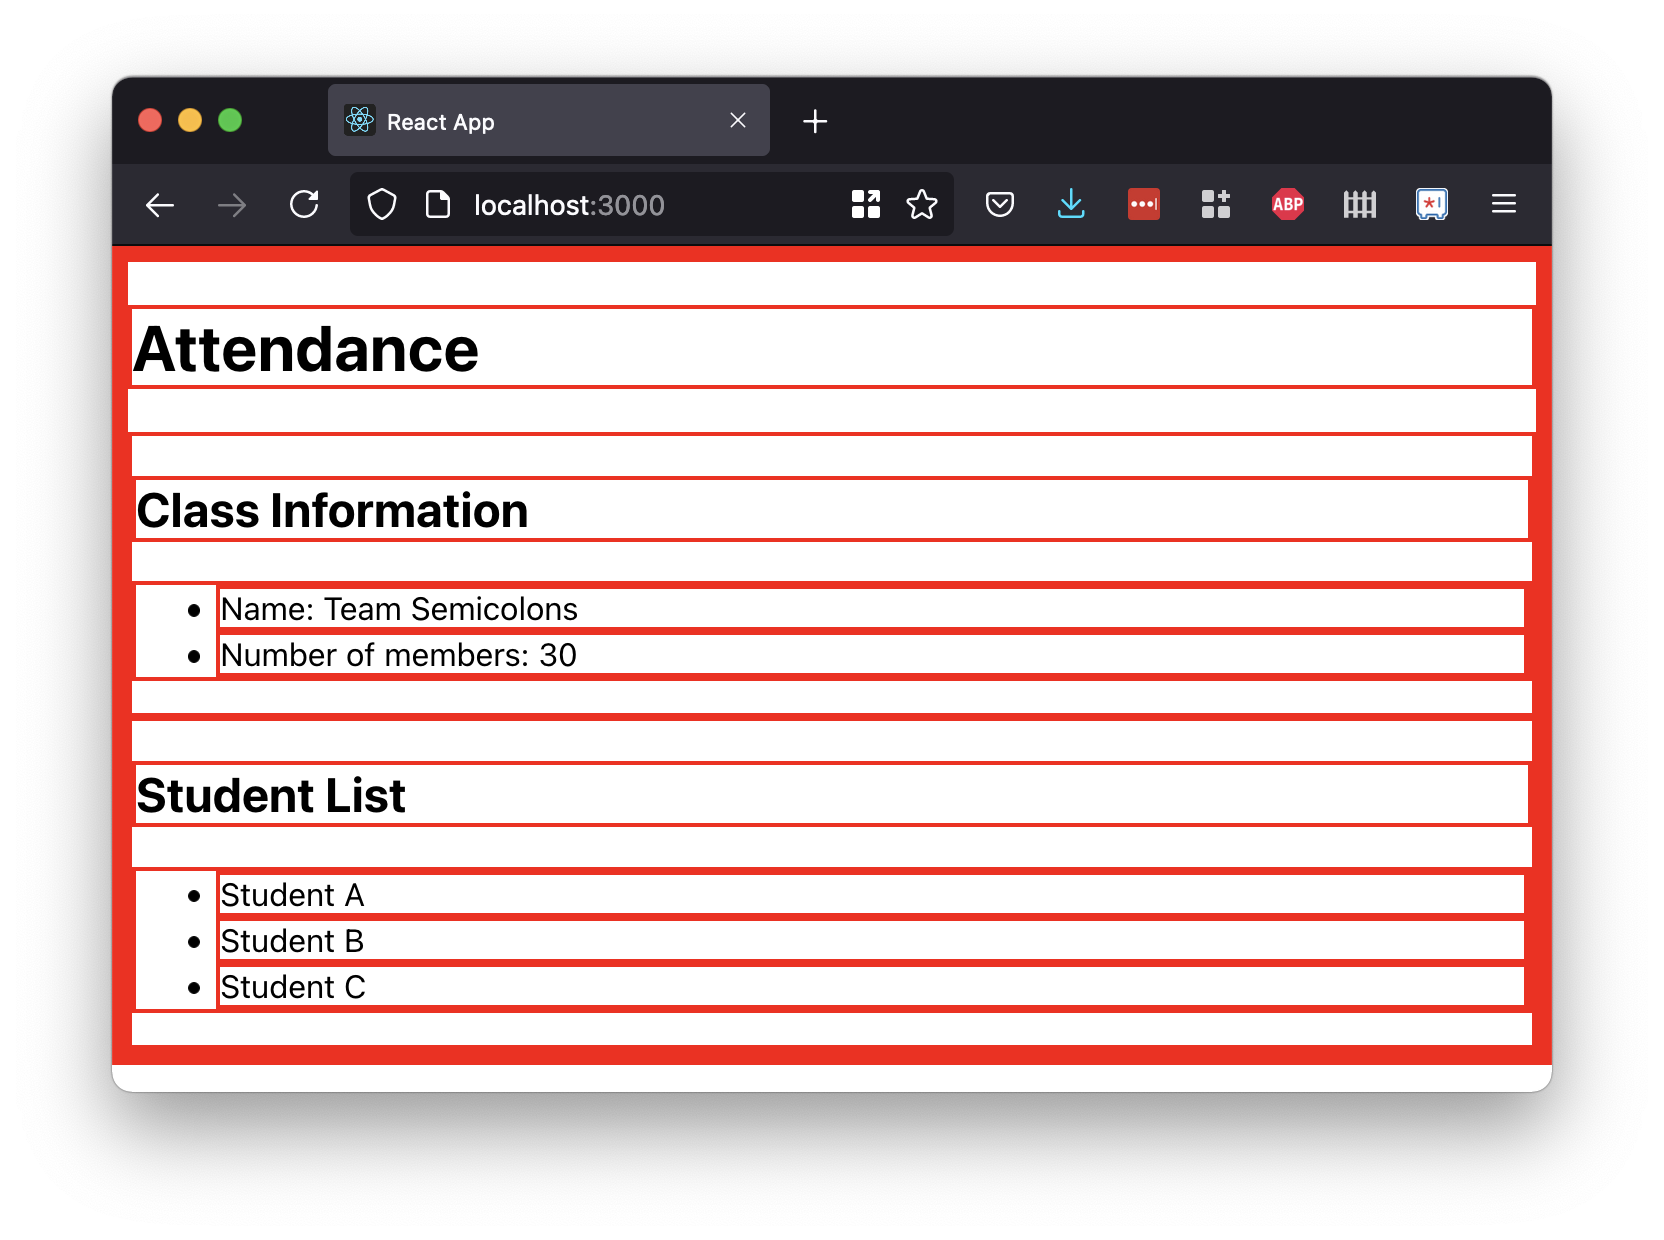 React App
localhost:3000
ABP
Attendance
Class Information
Name: Team Semicolons
Number of members: 30
Student List
Student A
Student B
Student C